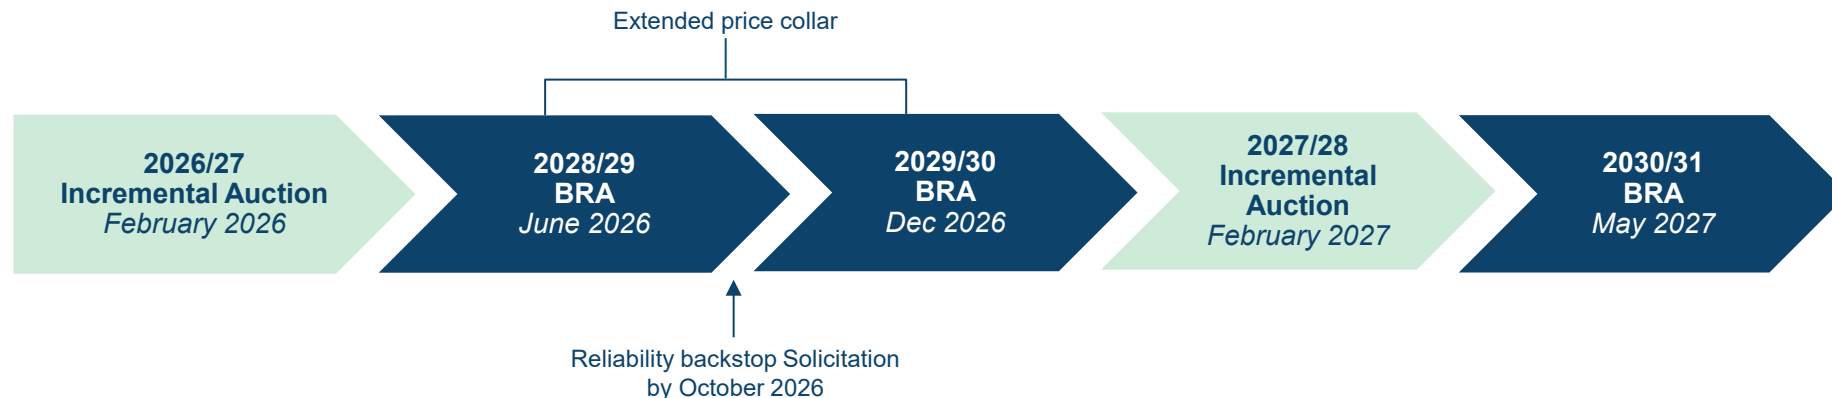 Extended price collar
2026/27
Incremental Auction
February 2026
2028/29
BRA
June 2026
2029/30
BRA
Dec 2026
2027/28
Incremental
Auction
February 2027
2030/31
BRA
May 2027
Reliability backstop Solicitation
by October 2026